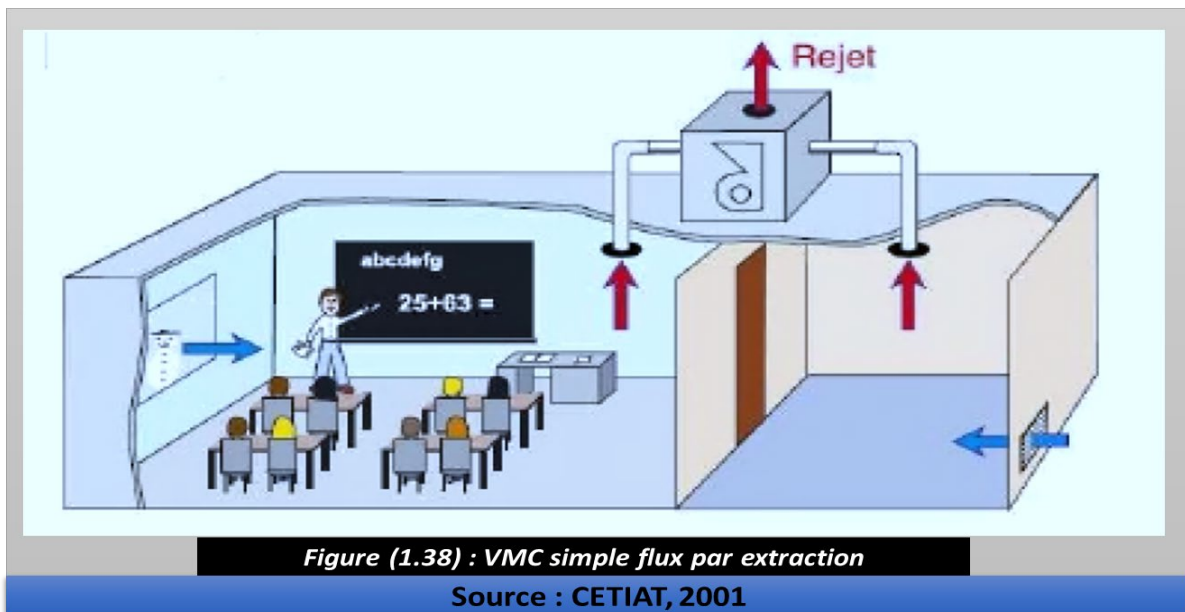 Rejet
abcdefg
25+63 =
Figure (1.38) : VMC simple flux par extraction
Source : CETIAT, 2001